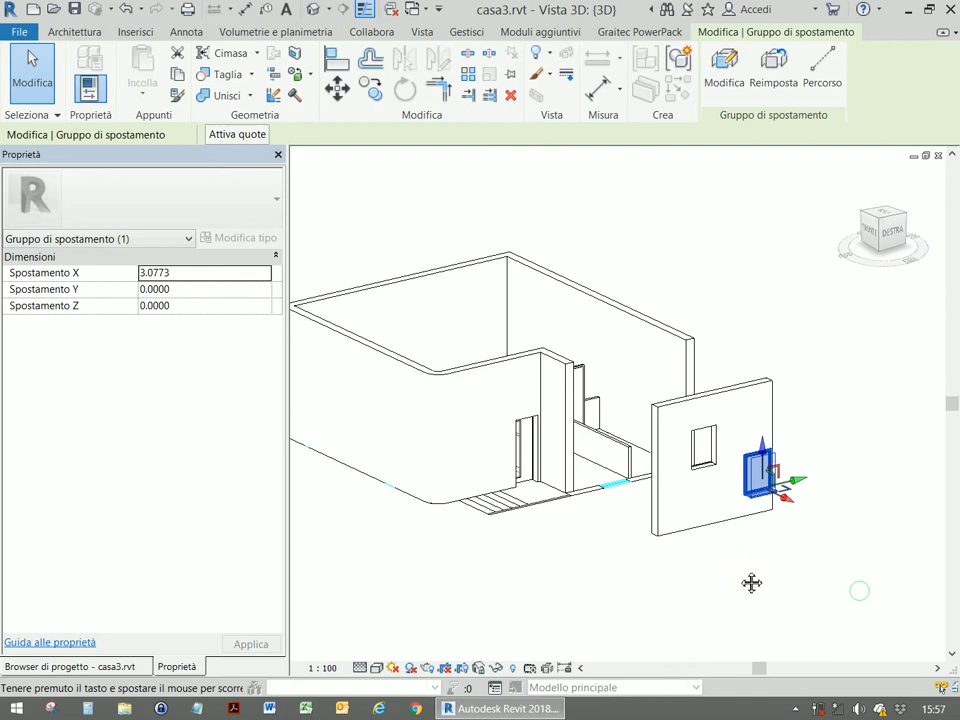 casa3.rvt - Vista 3D: {3D}
Accedi
File
Architettura
Inserisci
Annota
Volumetrie e planimetria
Collabora
Vista
Gestisci
Moduli aggiuntivi
Graitec PowerPack
Modifica | Gruppo di spostamento
Modifica
Incolla
Cimasa
Taglia
Unisci
Modifica
Reimposta
Percorso
Seleziona
Proprietà
Appunti
Geometria
Modifica
Vista
Misura
Crea
Gruppo di spostamento
Modifica | Gruppo di spostamento
Attiva quote
Proprietà
R
Gruppo di spostamento (1)
Modifica tipo
Dimensioni
Spostamento X
3.0773
Spostamento Y
0.0000
Spostamento Z
0.0000
DESTRA
Guida alle proprietà
Applica
Browser di progetto - casa3.rvt
Proprietà
1 : 100
Tenere premuto il tasto e spostare il mouse per scorre
:0
Modello principale
Autodesk Revit 2018...
15:57